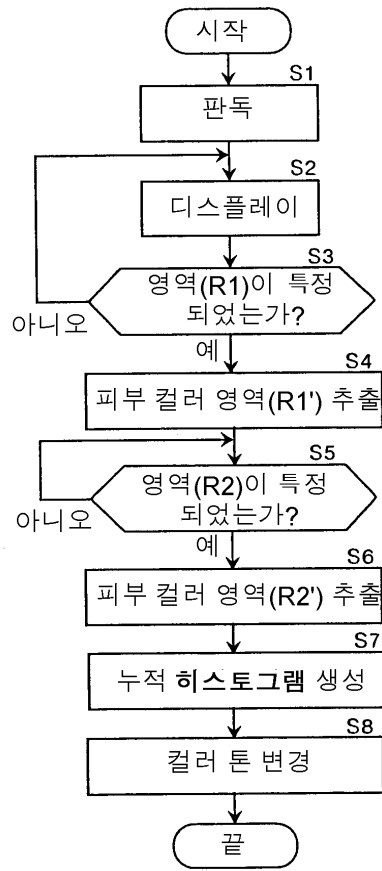 시작
S1
판독
S2
디스플레이
S3
영역(R1)이 특정
되었는가?
아니오
예
S4
피부 컬러 영역(R1') 추출
S5
영역(R2)이 특정
되었는가?
아니오
예
S6
피부 컬러 영역(R2') 추출
S7
누적 히스토그램 생성
S8
컬러 톤 변경
끝